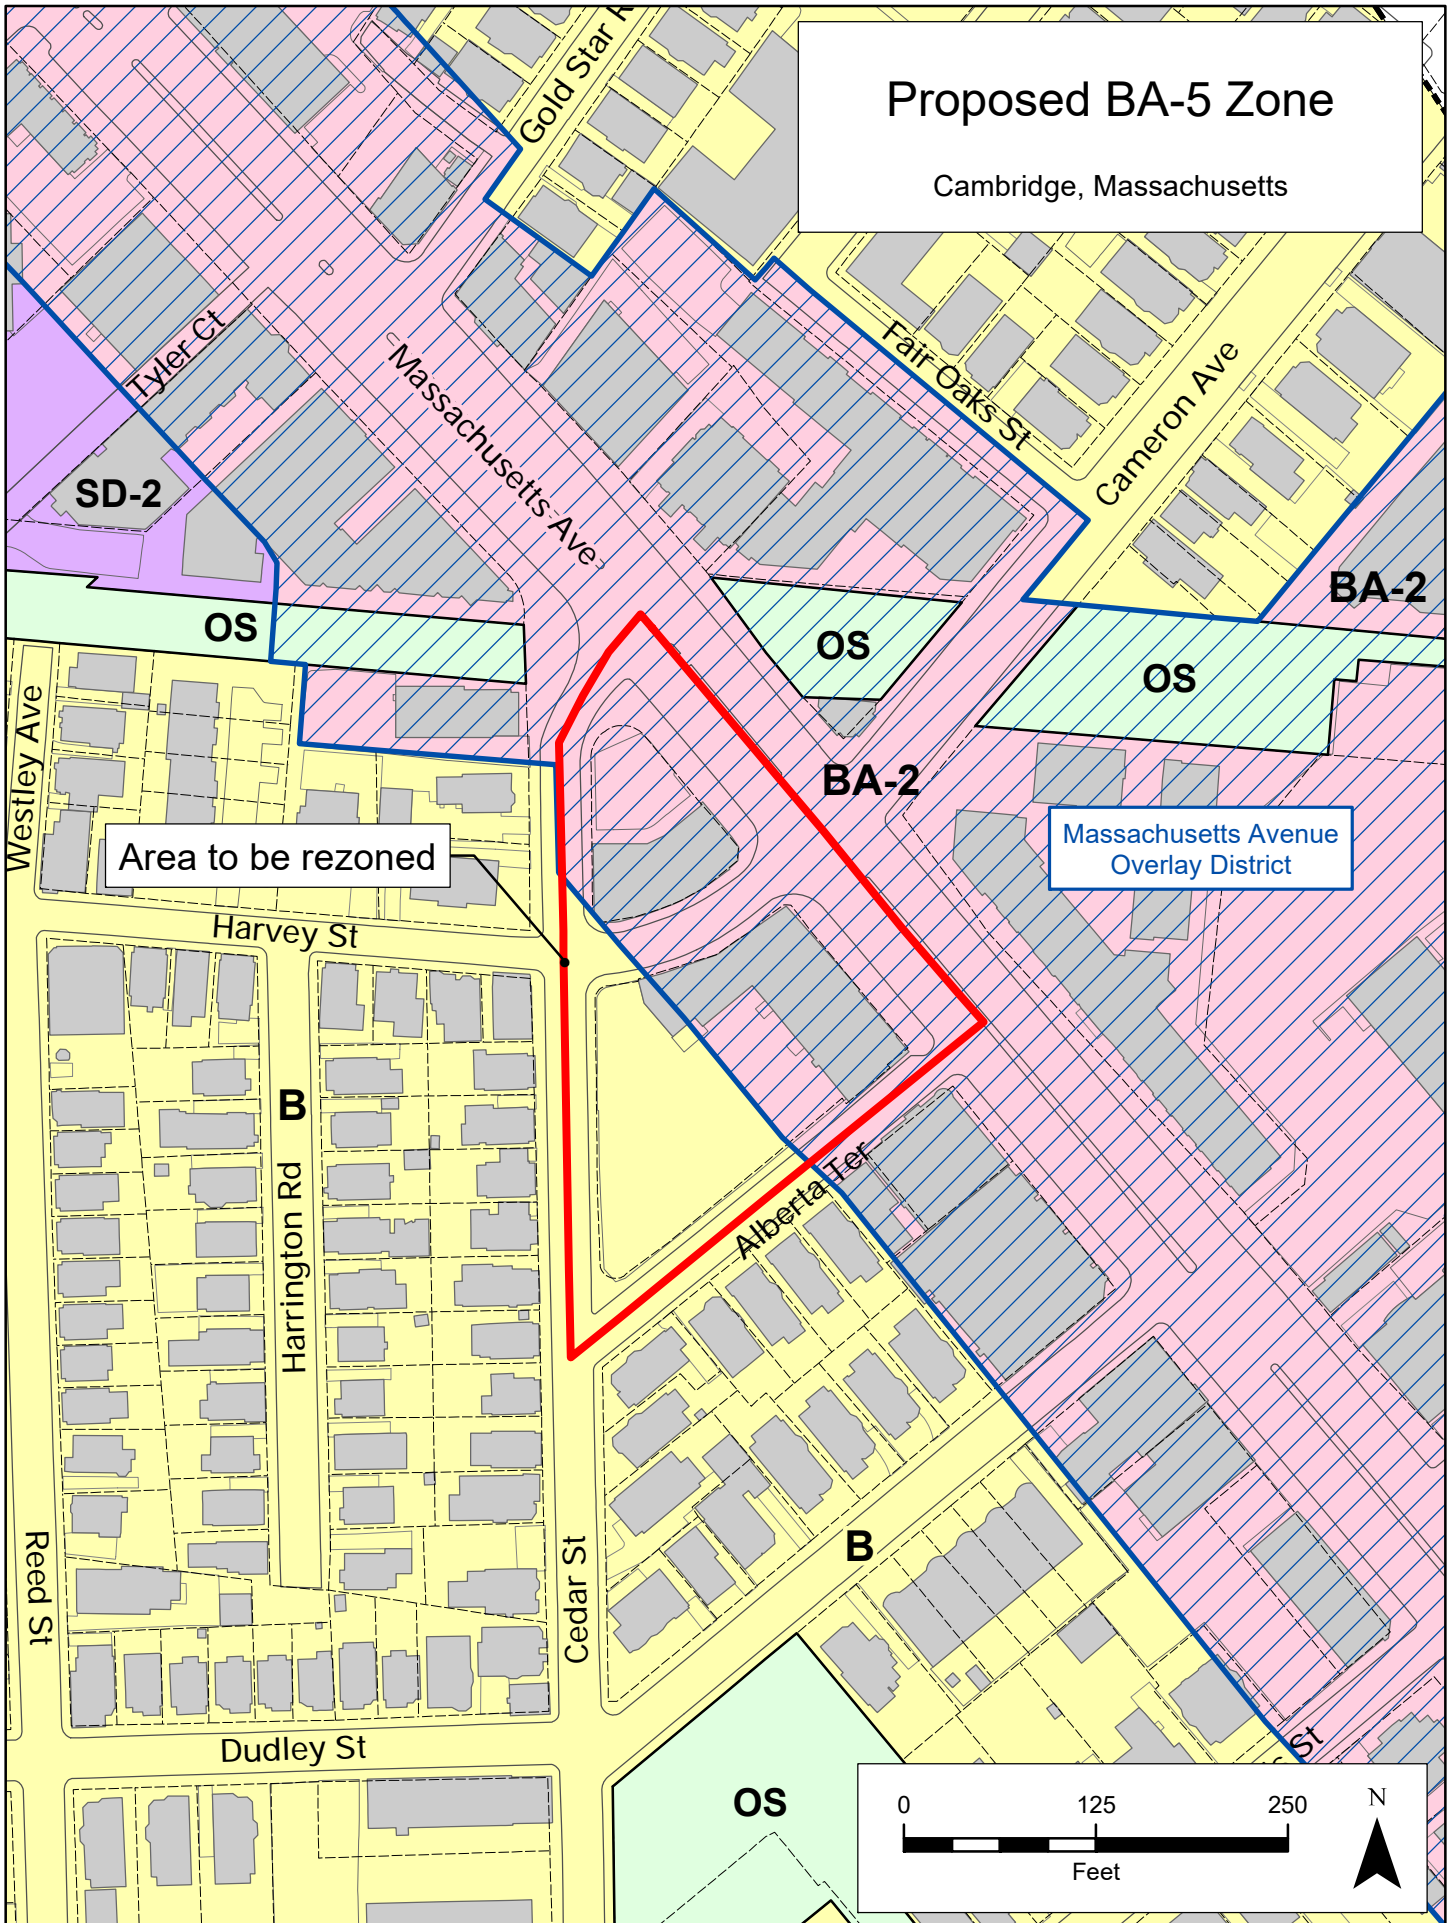 Proposed BA-5 Zone
Cambridge, Massachusetts
Gold Star R
Tyler Ct
Massachusetts Ave
Fair Oaks St
Cameron Ave
SD-2
BA-2
OS
OS
OS
Westley Ave
BA-2
Massachusetts Avenue
Overlay District
Area to be rezoned
Harvey St
B
Harrington Rd
Alberta Ter
Reed St
Cedar St
B
Dudley St
St
OS
0 125 250
Feet
N